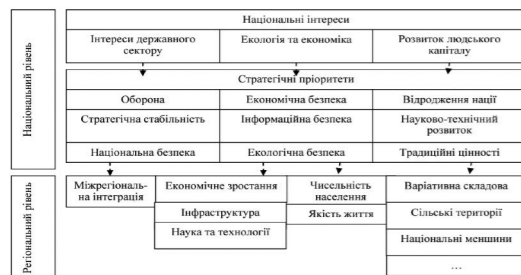 Національний рівень
Національні інтереси
Інтереси державного
сектору
Екологія та економіка
Розвиток людського
капіталу
Стратегічні пріоритети
Оборона
Економічна безпека
Відродження нації
Стратегічна стабільність
Інформаційна безпека
Науково-технічний
розвиток
Національна безпека
Екологічна безпека
Традиційні цінності
Регіональний рівень
Міжрегіональ-
на інтеграція
Економічне зростання
Інфраструктура
Наука та технології
Чисельність
населення
Якість життя
Варіативна складова
Сільські території
Національні меншини
...